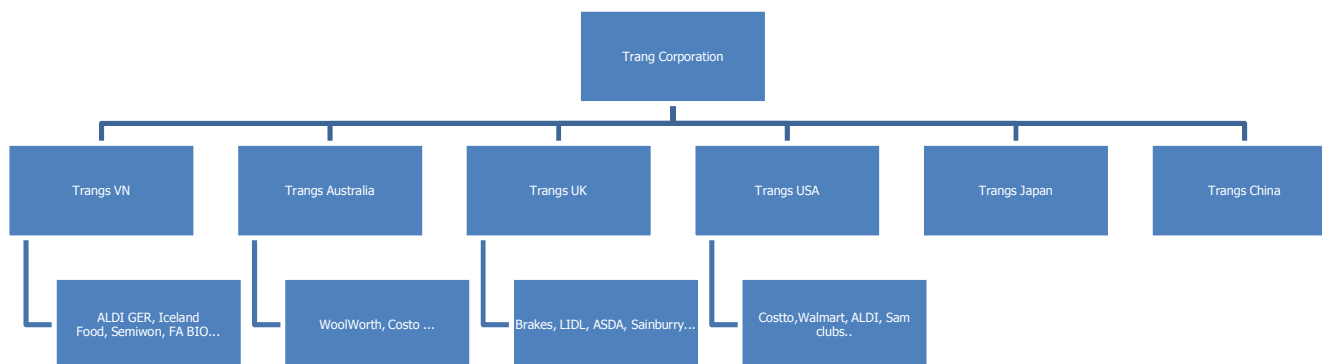 Trang Corporation
Trangs VN
Trangs Australia
Trangs UK
Trangs USA
Trangs Japan
Trangs China
ALDI GER, Iceland
Food, Semiwon, FA BIO...
WoolWorth, Costo ...
Brakes, LIDL, ASDA, Sainburry...
Costto,Walmart, ALDI, Sam
clubs..